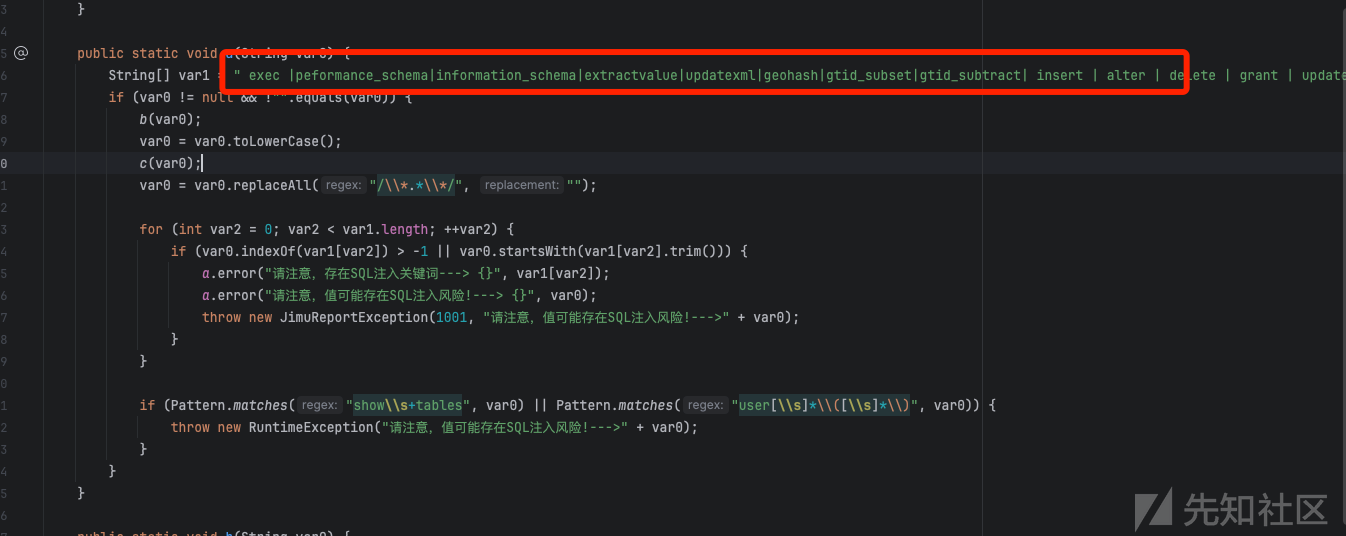 3 }
4
5 @ public static void a(String var0) {
6 String[] var1 = " exec |peformance_schema|information_schema|extractvalue|updatexml|geohash|gtid_subset|gtid_subtract| insert | alter | delete | grant | update
7 if (var0 != null && !"".equals(var0)) {
8 b(var0);
9 var0 = var0.toLowerCase();
0 c(var0);
1 var0 = var0.replaceAll( regex: "/\\*.*\\*/", replacement: "");
2
3 for (int var2 = 0; var2 < var1.length; ++var2) {
4 if (var0.indexOf(var1[var2]) > -1 || var0.startsWith(var1[var2].trim())) {
5 a.error("请注意，存在SQL注入关键词---> {}", var1[var2]);
6 a.error("请注意，值可能存在SQL注入风险!---> {}", var0);
7 throw new JimuReportException(1001, "请注意，值可能存在SQL注入风险!--->" + var0);
8 }
9 }
0
1 if (Pattern.matches( regex: "show\\s+tables", var0) || Pattern.matches( regex: "user[\\s]*\\([\\s]*\\)", var0)) {
2 throw new RuntimeException("请注意，值可能存在SQL注入风险!--->" + var0);
3 }
4 }
5 }
6
public static void b(String var0) {
先知社区